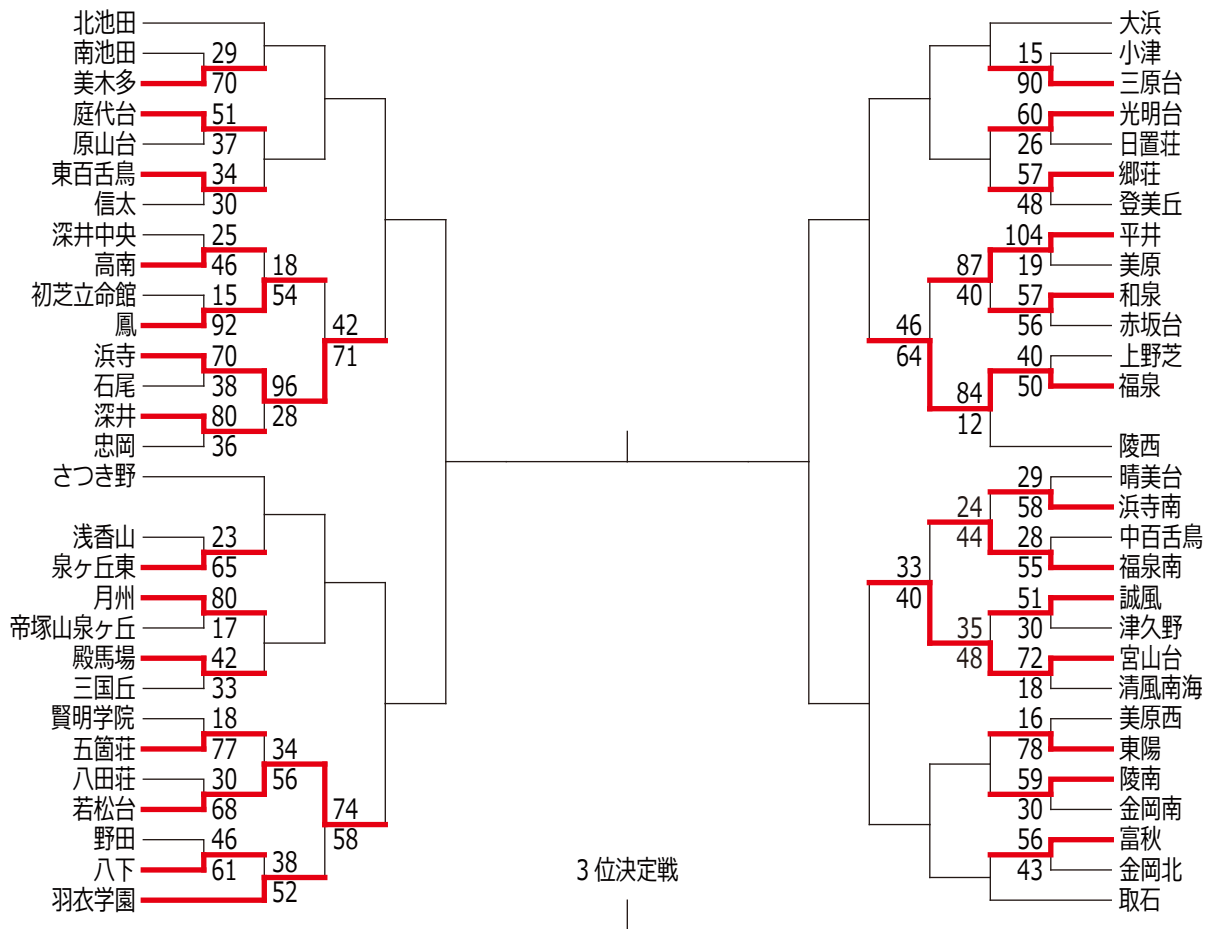 北池田
南池田 29
美木多 70
庭代台 51
原山台 37
東百舌鳥 34
信太 30
深井中央 25
高南 46 18
初芝立命館 15 54
鳳 92 42
浜寺 70 71
石尾 38 96
深井 80 28
忠岡 36
さつき野
浅香山 23
泉ヶ丘東 65
月州 80
帝塚山泉ヶ丘 17
殿馬場 42
三国丘 33
賢明学院 18
五箇荘 77 34
八田荘 30 56
若松台 68 74
野田 46 58
八下 61 38
羽衣学園 52
大浜
15 小津
90 三原台
60 光明台
26 日置荘
57 郷荘
48 登美丘
104 平井
87 19 美原
40 57 和泉
46 56 赤坂台
64 40 上野芝
84 50 福泉
12
陵西
29 晴美台
24 58 浜寺南
44 28 中百舌鳥
33 55 福泉南
40 51 誠風
35 30 津久野
48 72 宮山台
18 清風南海
16 美原西
78 東陽
59 陵南
30 金岡南
56 富秋
43 金岡北
取石
3位決定戦